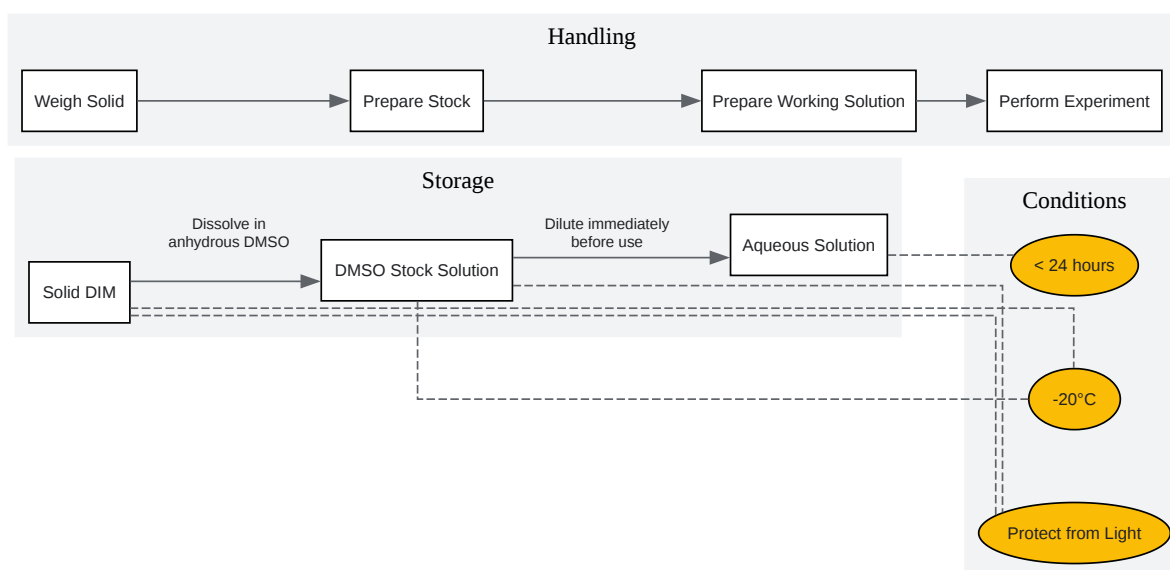 Handling
Weigh Solid
Prepare Stock
Prepare Working Solution
Perform Experiment
Storage
Conditions
Dissolve in
anhydrous DMSO
Dilute immediately
before use
Aqueous Solution
Solid DIM
DMSO Stock Solution
< 24 hours
-20°C
Protect from Light